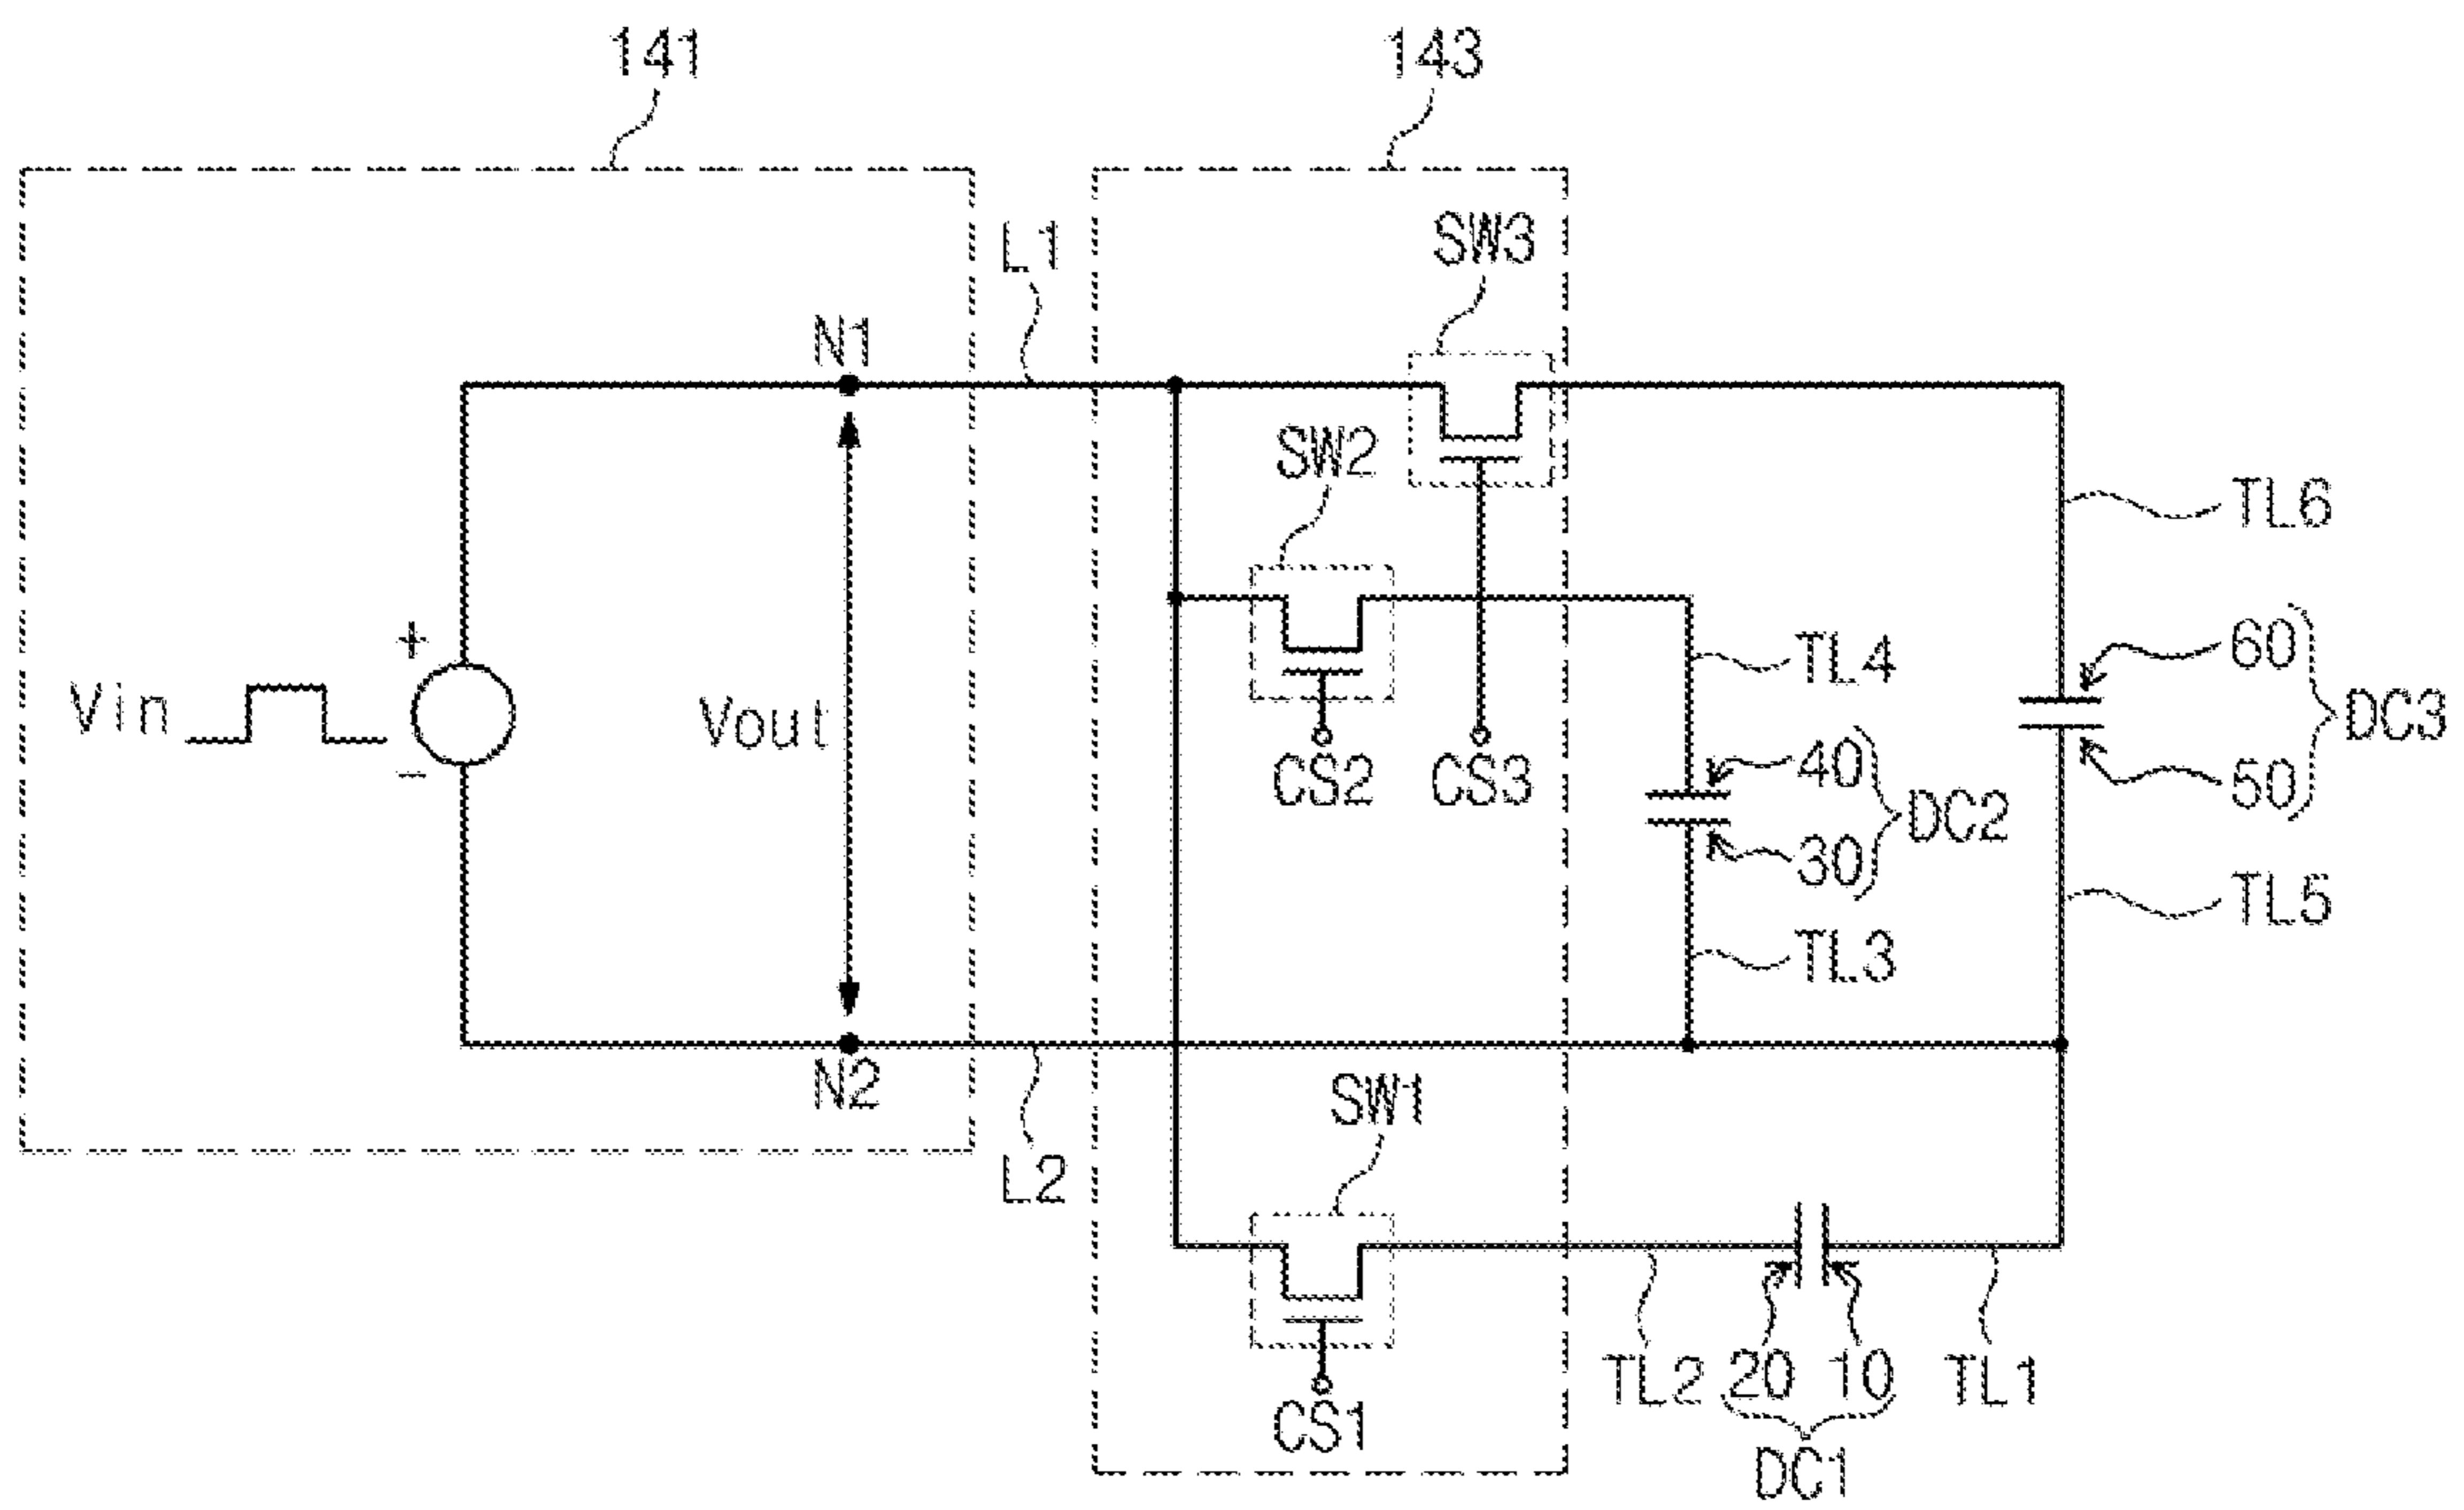 141
143
L1
SW3
N1
SW2
TL6
+
Vin
-
Vout
TL4
60
50
DC3
40
30
DC2
CS2
CS3
TL5
TL3
N2
L2
SW1
CS1
TL2
20
10
TL1
DC1